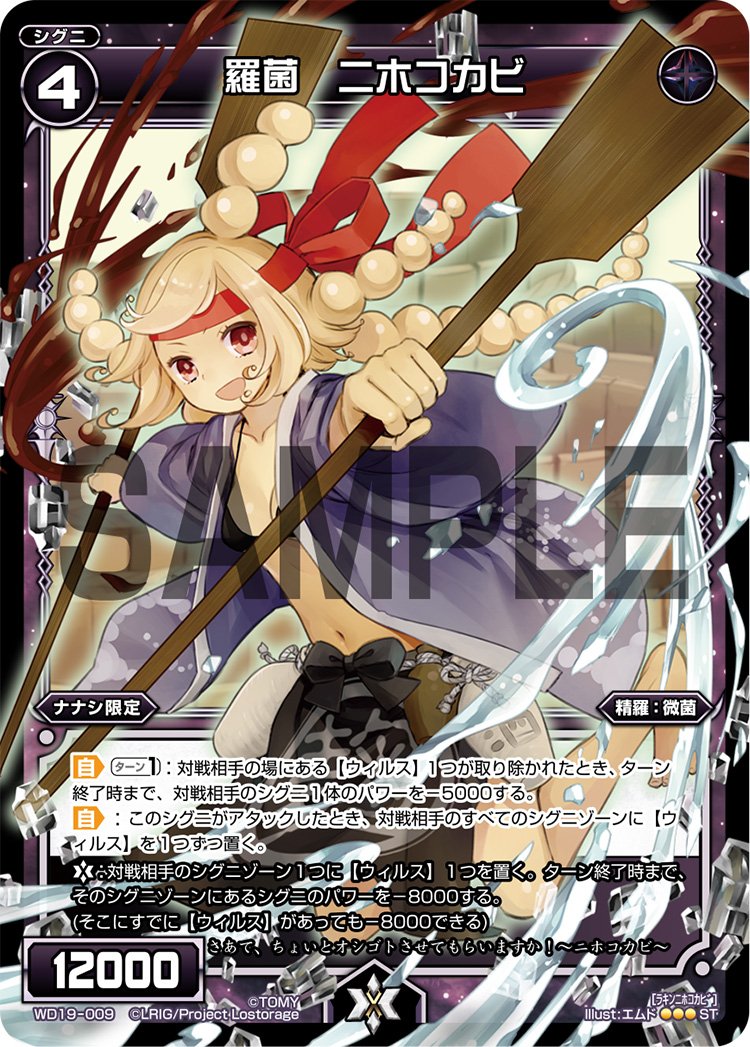 シグニ
4
羅菌 ニホコカビ
SAMPLE
ナナシ限定
精羅：微菌
自 ターン1：対戦相手の場にある【ウィルス】1つが取り除かれたとき、ターン
終了時まで、対戦相手のシグニ1体のパワーを－5000する。
自：このシグニがアタックしたとき、対戦相手のすべてのシグニゾーンに【ウ
ィルス】を1つずつ置く。
：対戦相手のシグニゾーン1つに【ウィルス】1つを置く。ターン終了時まで、
そのシグニゾーンにあるシグニのパワーを－8000する。
(そこにすでに【ウィルス】があっても－8000できる)
さあて、ちょいとオシゴトさせてもらいますか！～ニホコカビ～
12000
©TOMY
【ラキンニホコカビ】
WD19-009 ©LRIG/Project Lostorage
illust:エムド ST